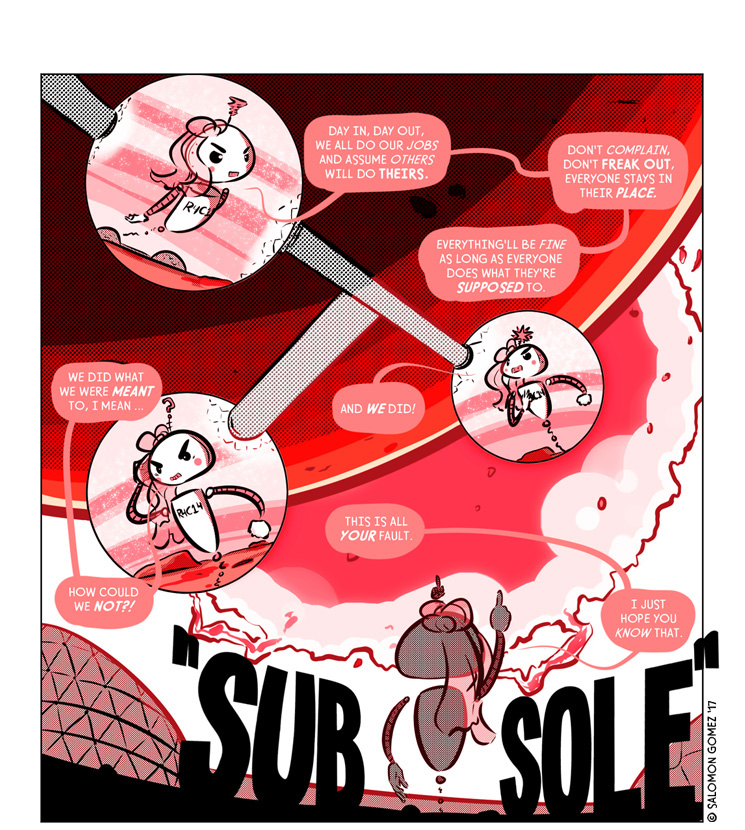 DAY IN, DAY OUT,
WE ALL DO OUR JOBS
AND ASSUME OTHERS
WILL DO THEIRS.
DON'T COMPLAIN,
DON'T FREAK OUT,
EVERYONE STAYS IN
THEIR PLACE.
EVERYTHING'LL BE FINE
AS LONG AS EVERYONE
DOES WHAT THEY'RE
SUPPOSED TO.
AND WE DID!
WE DID WHAT
WE WERE MEANT
TO, I MEAN ...
R4C14
HOW COULD
WE NOT?!
THIS IS ALL
YOUR FAULT.
I JUST
HOPE YOU
KNOW THAT.
"SUB SOLE"
© SALOMON GOMEZ '17